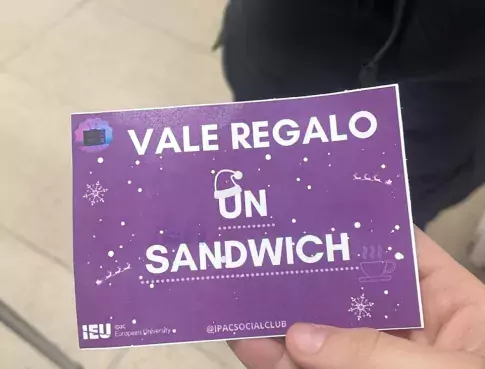 VALE REGALO
UN
SANDWICH
IEU
European University
@IPACSOCIALCLUB